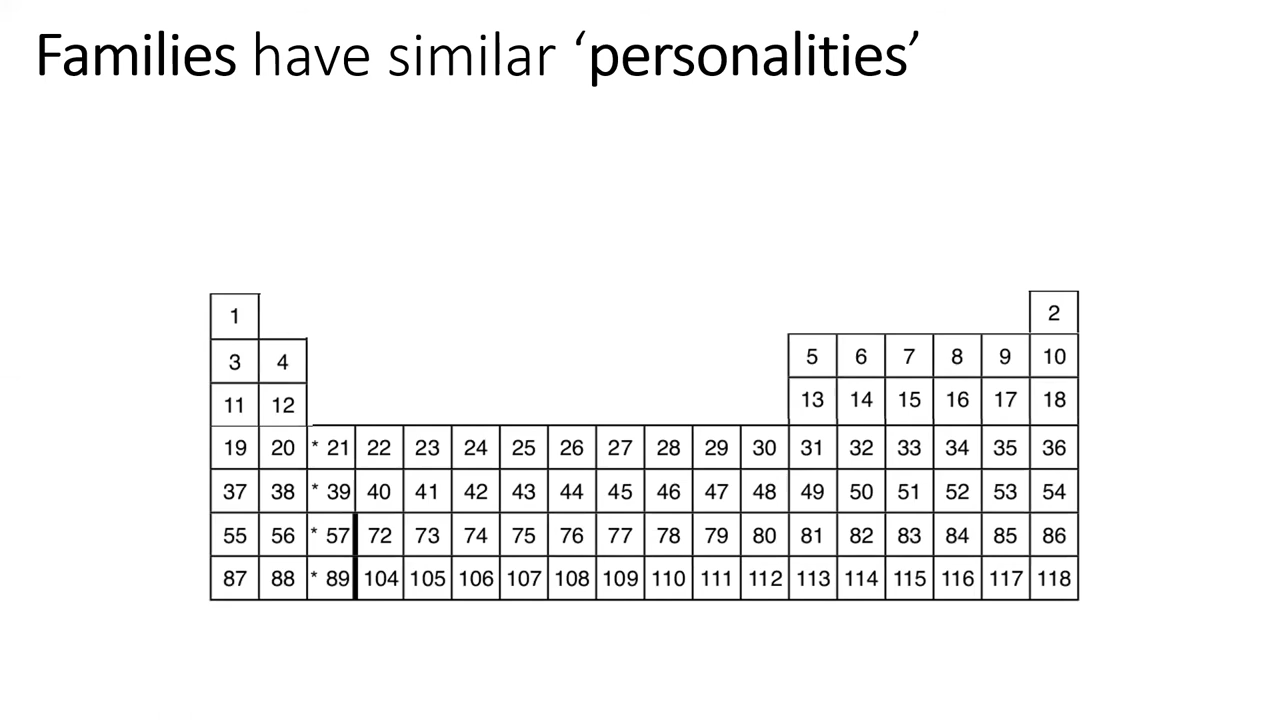 Families have similar ‘personalities’
1 2
3 4 5 6 7 8 9 10
11 12 13 14 15 16 17 18
19 20 * 21 22 23 24 25 26 27 28 29 30 31 32 33 34 35 36
37 38 * 39 40 41 42 43 44 45 46 47 48 49 50 51 52 53 54
55 56 * 57 72 73 74 75 76 77 78 79 80 81 82 83 84 85 86
87 88 * 89 104 105 106 107 108 109 110 111 112 113 114 115 116 117 118